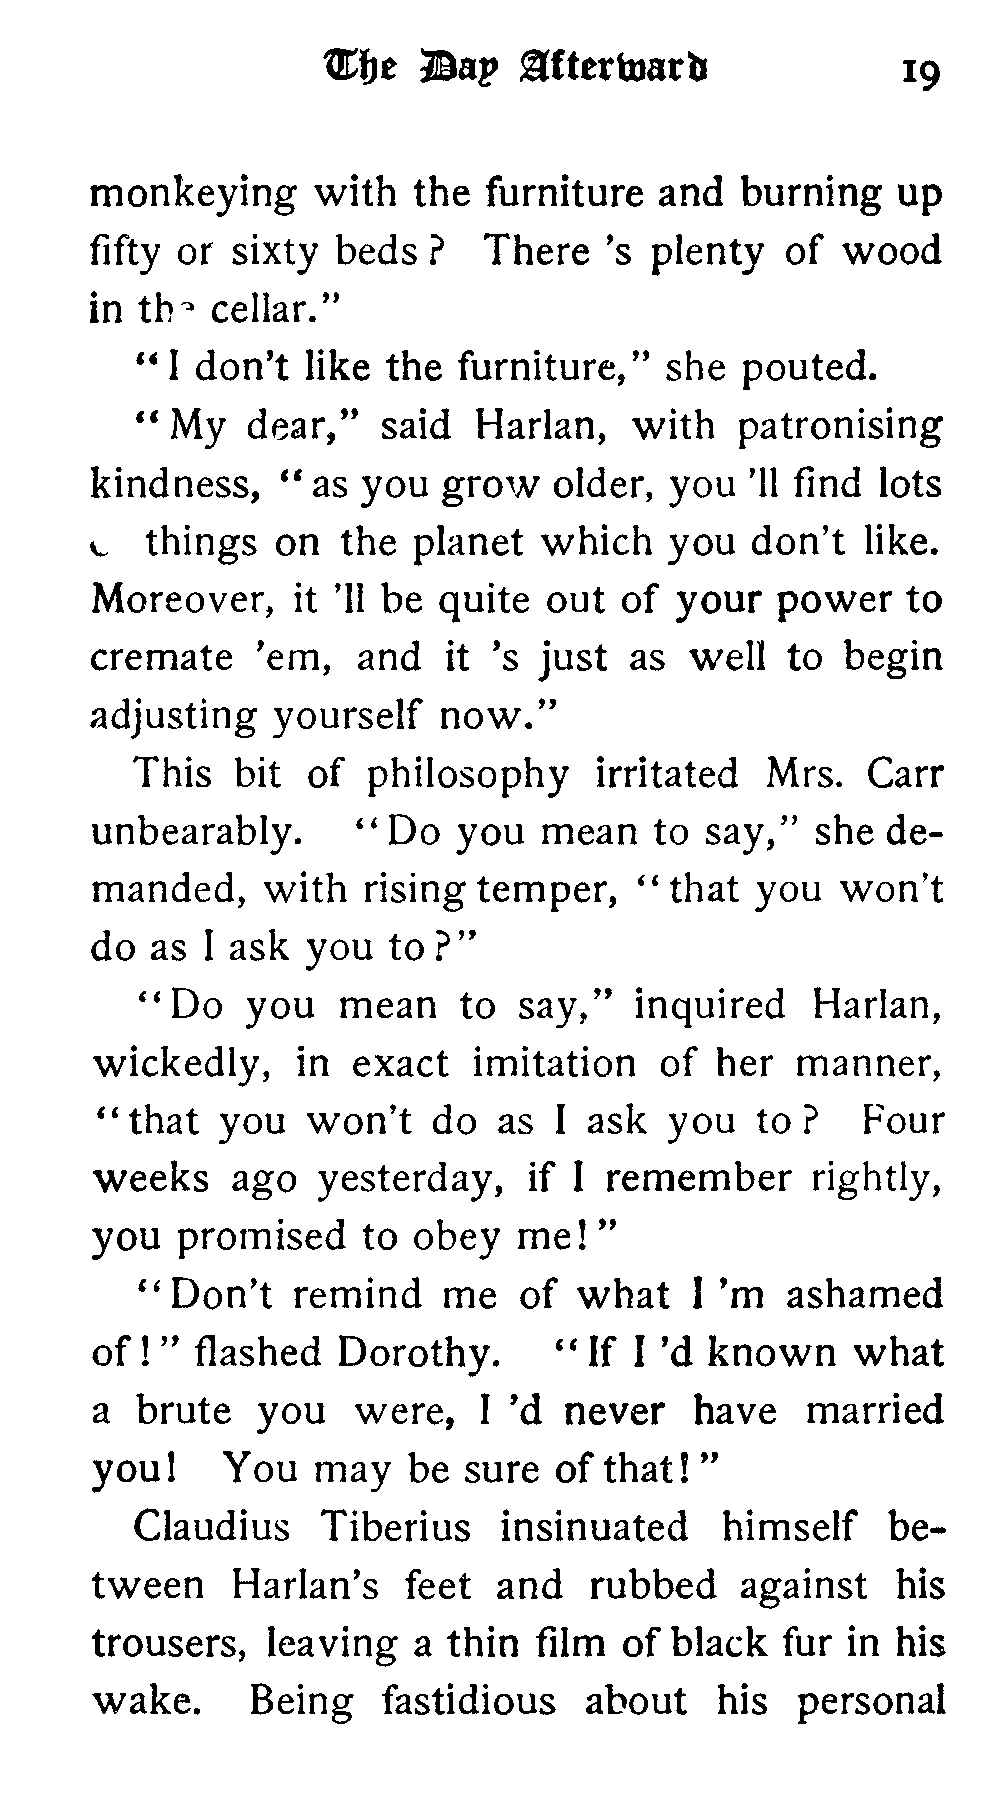 The Day Afterward 19
monkeying with the furniture and burning up
fifty or sixty beds? There 's plenty of wood
in the cellar."
"I don't like the furniture," she pouted.
"My dear," said Harlan, with patronising
kindness, "as you grow older, you 'll find lots
things on the planet which you don't like.
Moreover, it 'll be quite out of your power to
cremate 'em, and it 's just as well to begin
adjusting yourself now."
This bit of philosophy irritated Mrs. Carr
unbearably. "Do you mean to say," she de-
manded, with rising temper, "that you won't
do as I ask you to?"
"Do you mean to say," inquired Harlan,
wickedly, in exact imitation of her manner,
"that you won't do as I ask you to? Four
weeks ago yesterday, if I remember rightly,
you promised to obey me!"
"Don't remind me of what I 'm ashamed
of!" flashed Dorothy. "If I 'd known what
a brute you were, I 'd never have married
you! You may be sure of that!"
Claudius Tiberius insinuated himself be-
tween Harlan's feet and rubbed against his
trousers, leaving a thin film of black fur in his
wake. Being fastidious about his personal